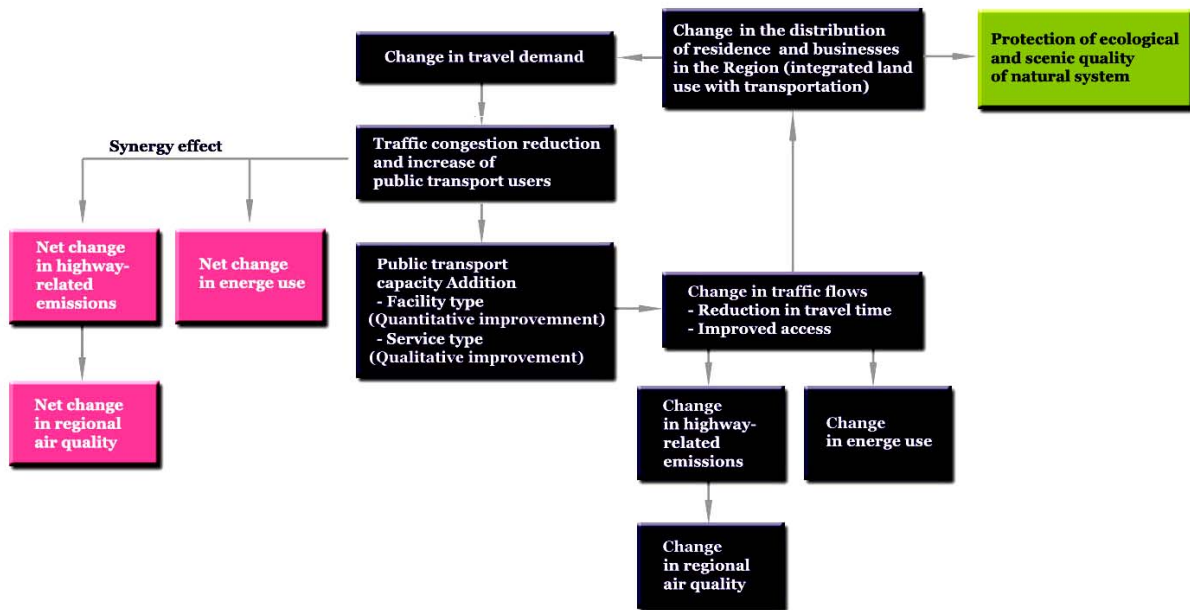 Change in travel demand
Change in the distribution
of residence and businesses
in the Region (integrated land
use with transportation)
Protection of ecological
and scenic quality
of natural system
Synergy effect
Traffic congestion reduction
and increase of
public transport users
Net change
in highway-
related
emissions
Net change
in energe use
Public transport
capacity Addition
- Facility type
(Quantitative improvemnent)
- Service type
(Qualitative improvement)
Change in traffic flows
- Reduction in travel time
- Improved access
Net change
in regional
air quality
Change
in highway-
related
emissions
Change
in energe use
Change
in regional
air quality